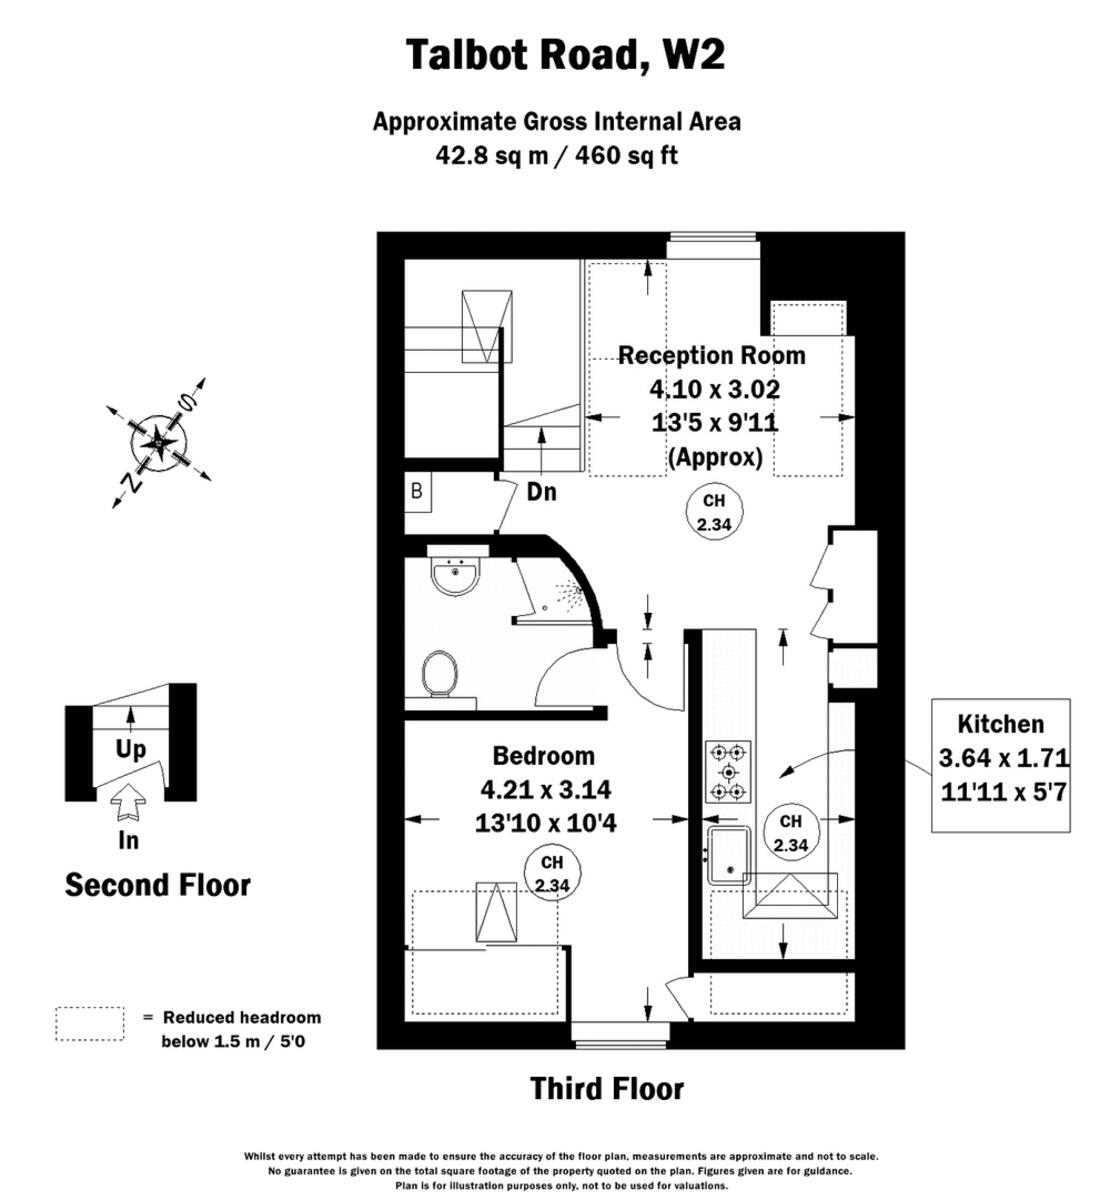 Talbot Road, W2
Approximate Gross Internal Area
42.8 sq m / 460 sq ft
Reception Room
4.10 x 3.02
13'5 x 9'11
(Approx)
CH
2.34
S
N
B
Dn
Up
In
Second Floor
Bedroom
4.21 x 3.14
13'10 x 10'4
CH
2.34
CH
2.34
Kitchen
3.64 x 1.71
11'11 x 5'7
= Reduced headroom
below 1.5 m / 5'0
Third Floor
Whilst every attempt has been made to ensure the accuracy of the floor plan, measurements are approximate and not to scale.
No guarantee is given on the total square footage of the property quoted on the plan. Figures given are for guidance.
Plan is for illustration purposes only, not to be used for valuations.